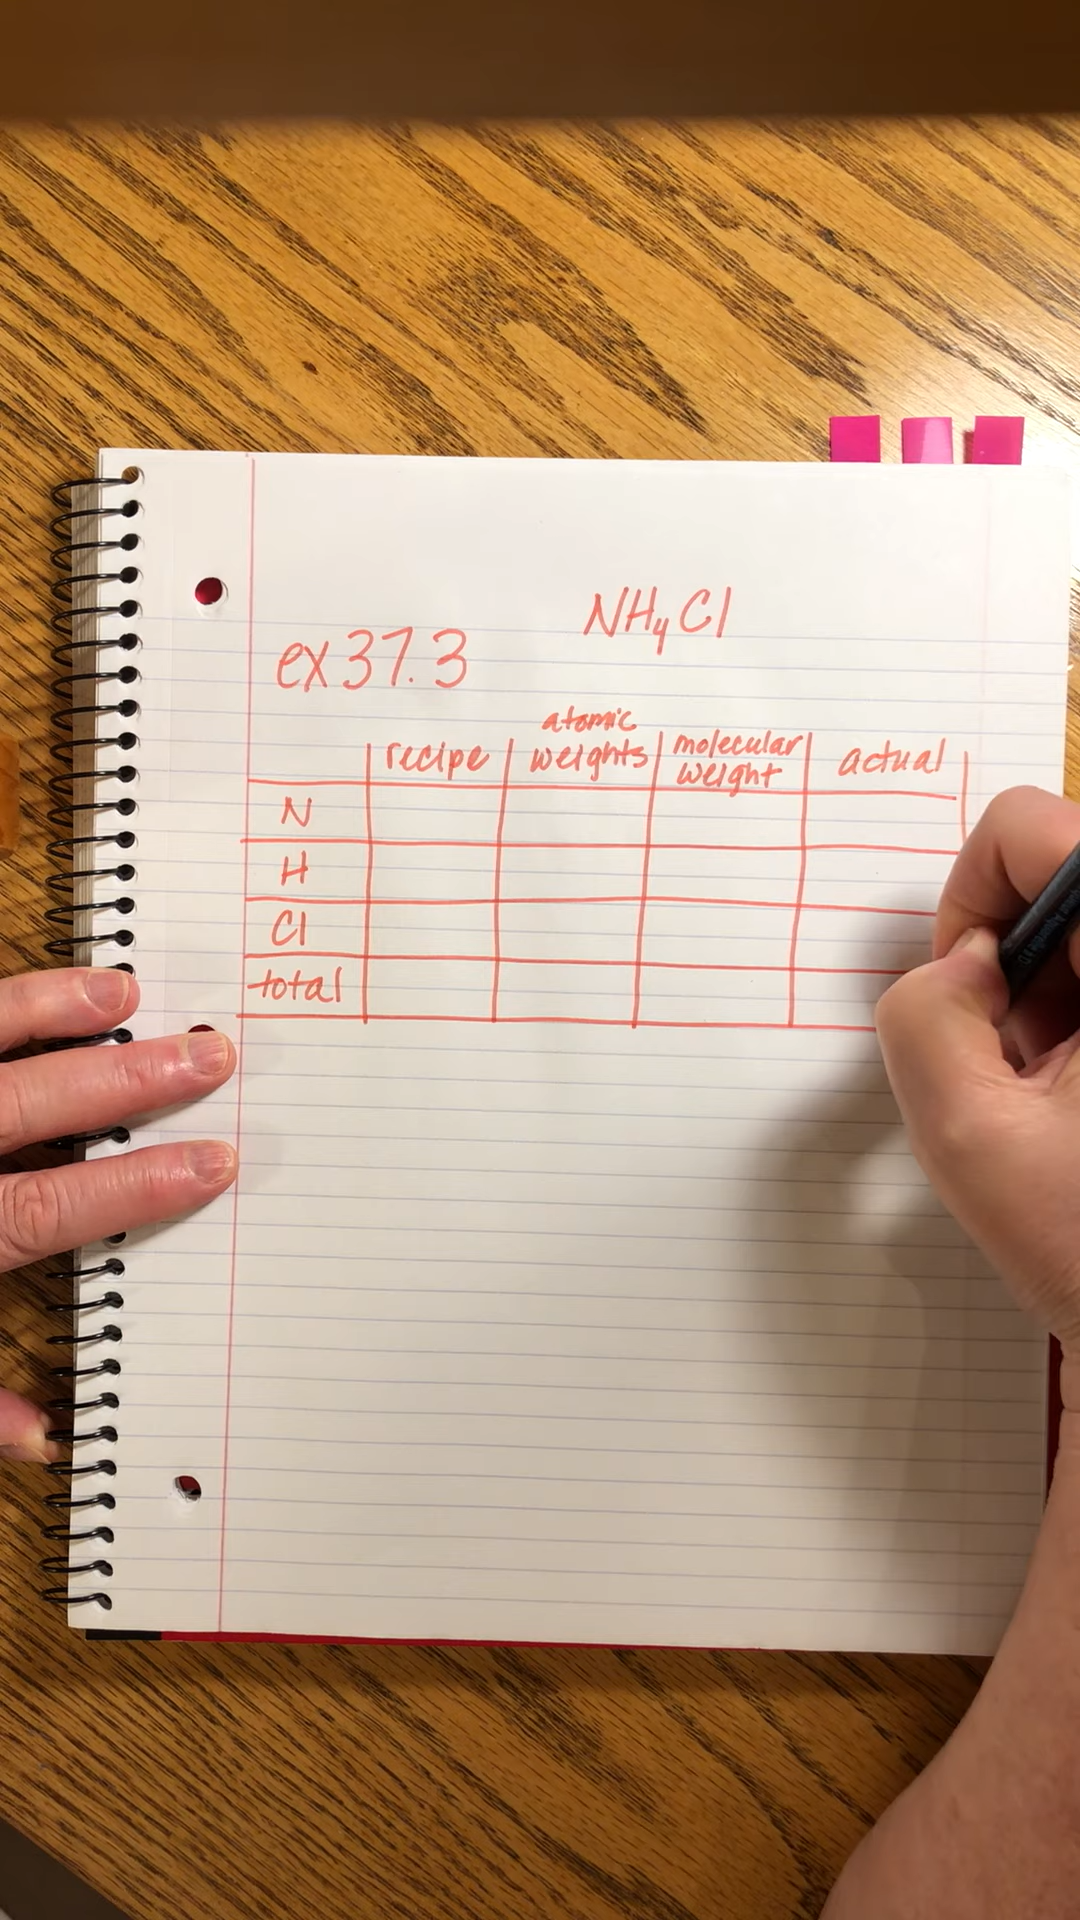 NH4Cl
ex 37.3
recipe
atomic
weights
molecular
weight
actual
N
H
Cl
total